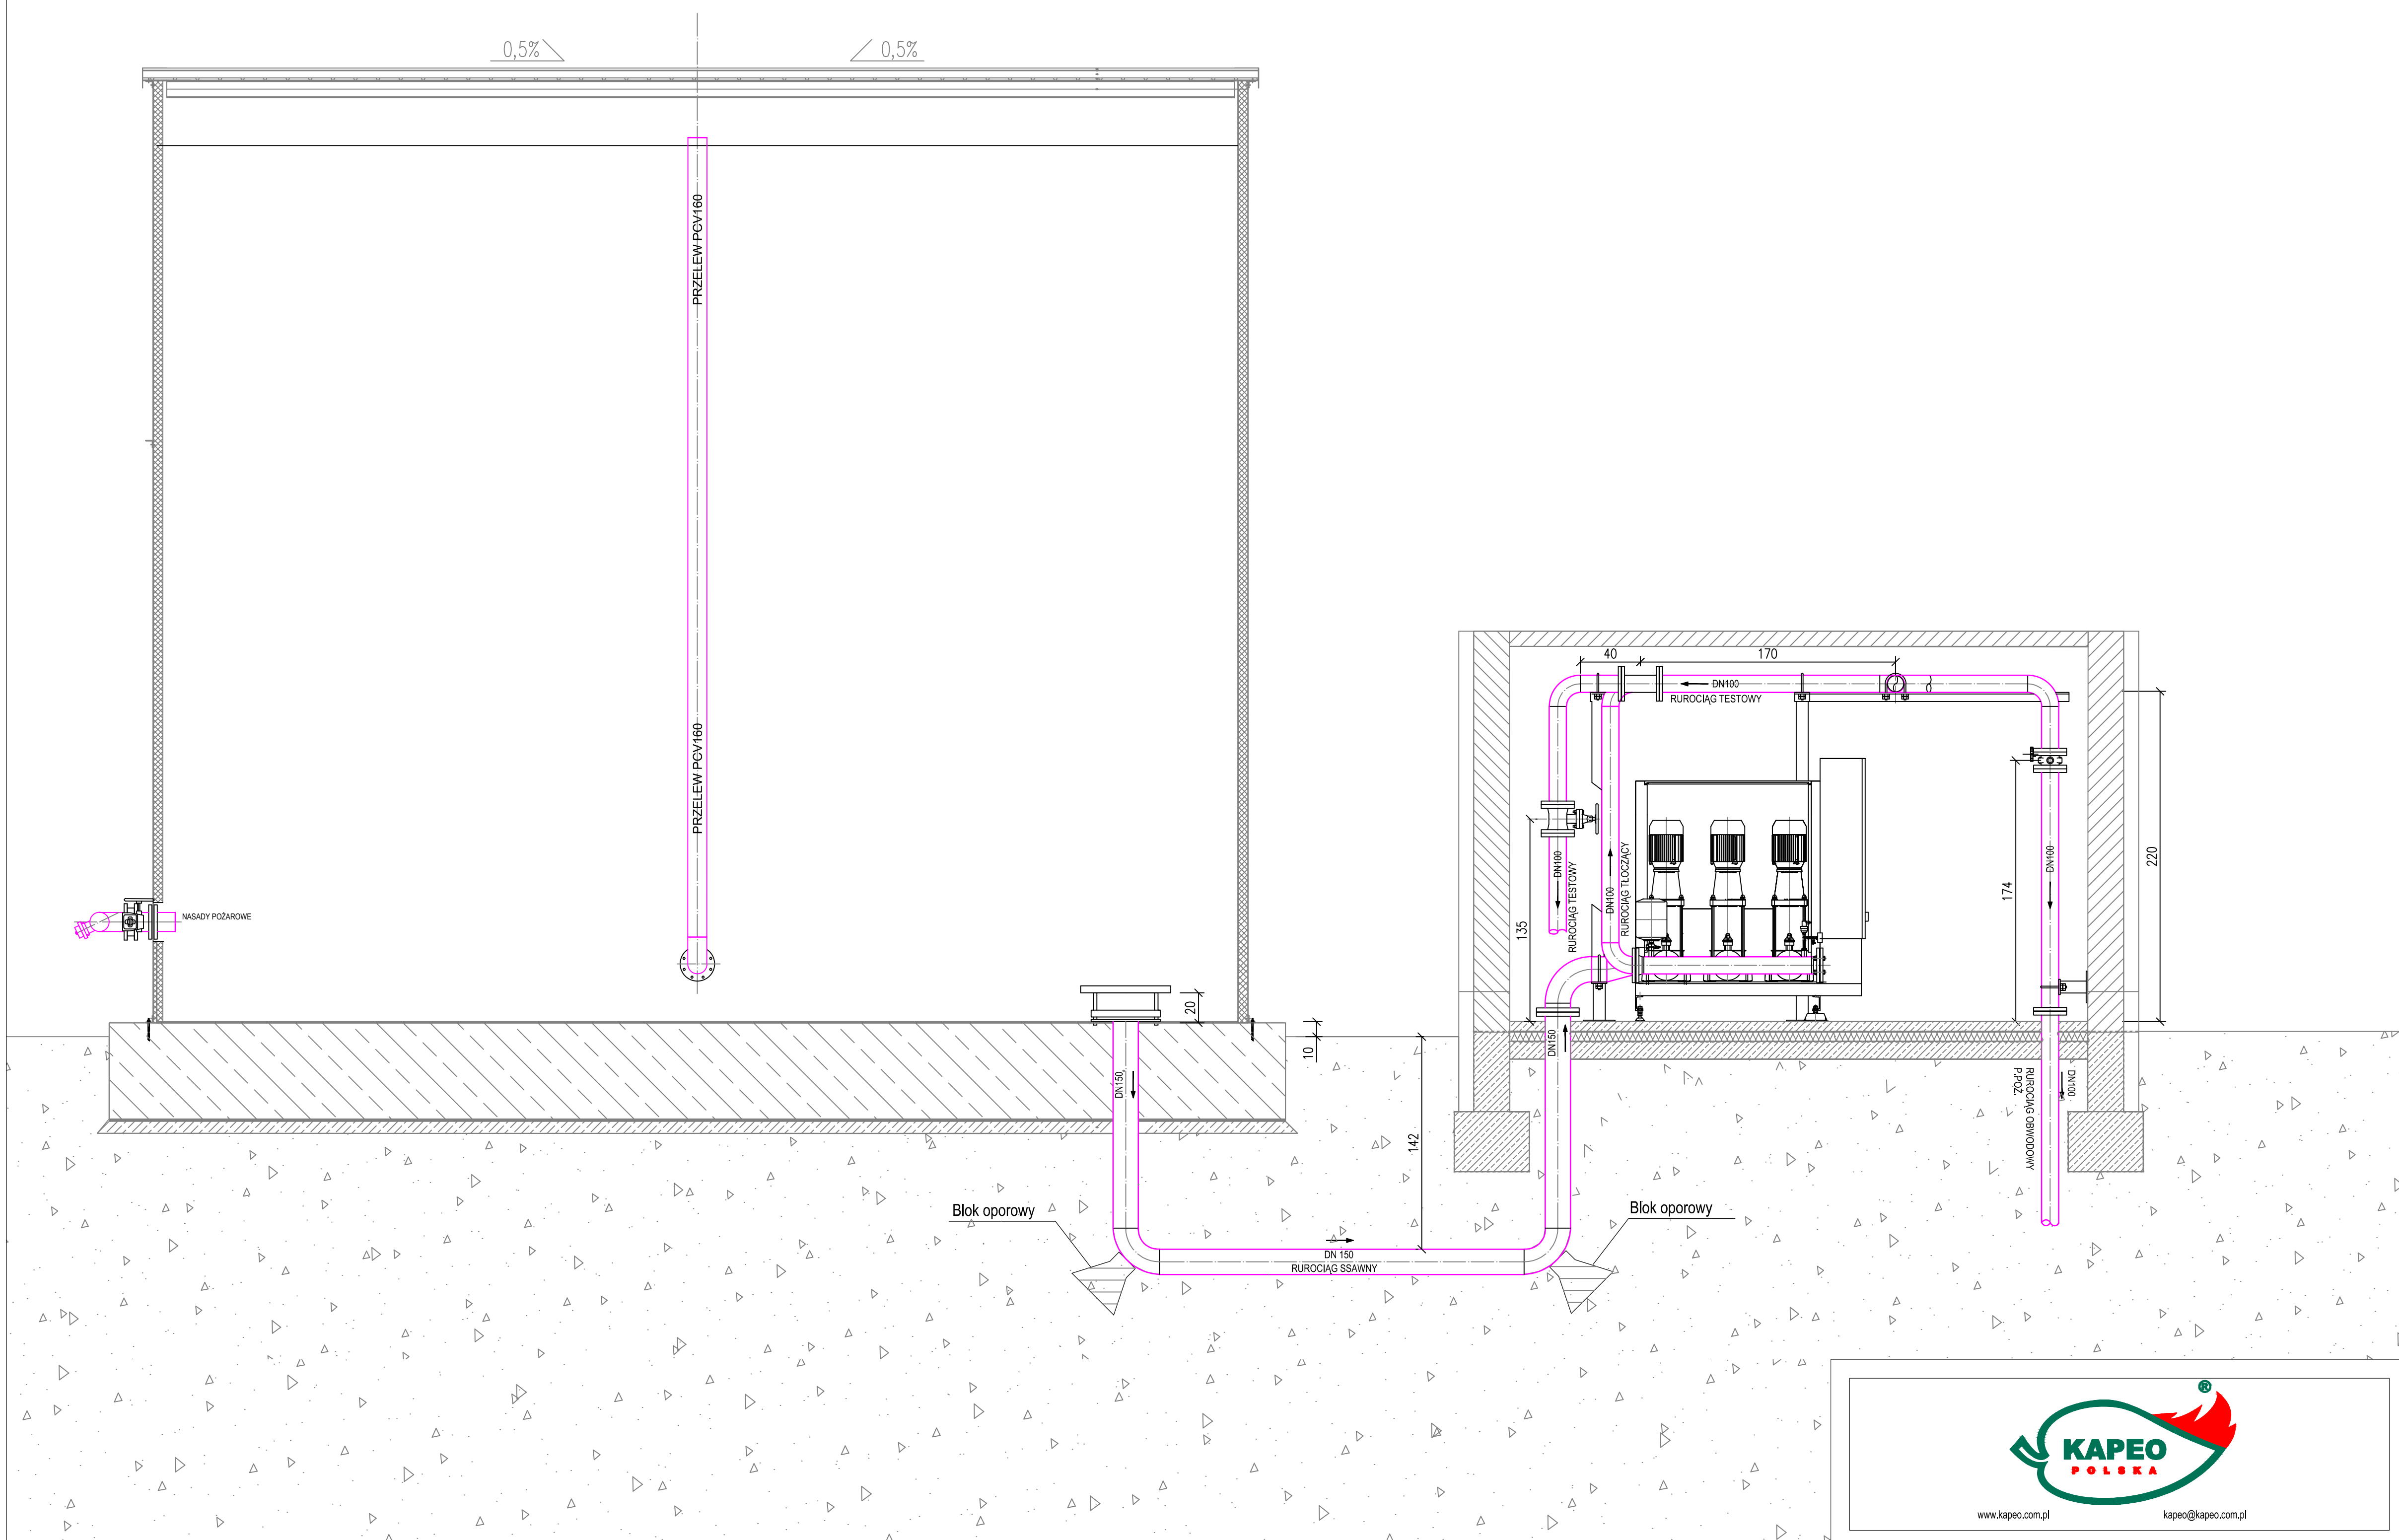 0,5%
0,5%
PRZELEW PCV160
PRZELEW PCV160
NASADY POŻAROWE
20
10
142
DN150
Blok oporowy
DN 150
RUROCIĄG SSAWNY
Blok oporowy
40
170
DN100
RUROCIĄG TESTOWY
DN100
RUROCIĄG TESTOWY
DN100
RUROCIĄG TŁOCZĄCY
135
DN150
174
DN100
220
DN100
RUROCIĄG OBWODOWY
P.POŻ.
®
KAPEO
POLSKA
www.kapeo.com.pl
kapeo@kapeo.com.pl